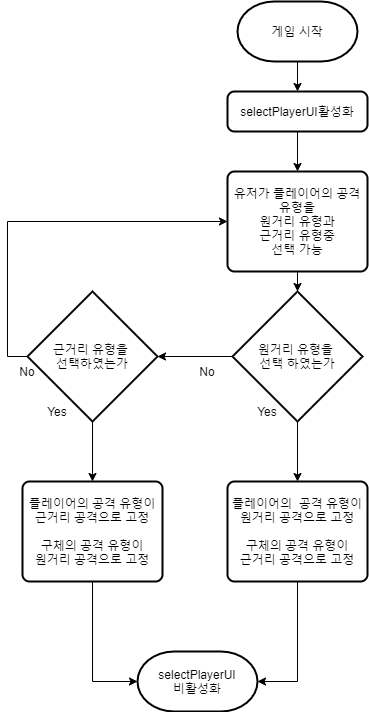 게임 시작
selectPlayerUI활성화
유저가 플레이어의 공격
유형을
원거리 유형과
근거리 유형중
선택 가능
근거리 유형을
선택하였는가
원거리 유형을
선택 하였는가
No
No
Yes
Yes
플레이어의 공격 유형이
근거리 공격으로 고정
구체의 공격 유형이
원거리 공격으로 고정
플레이어의 공격 유형이
원거리 공격으로 고정
구체의 공격 유형이
근거리 공격으로 고정
selectPlayerUI
비활성화